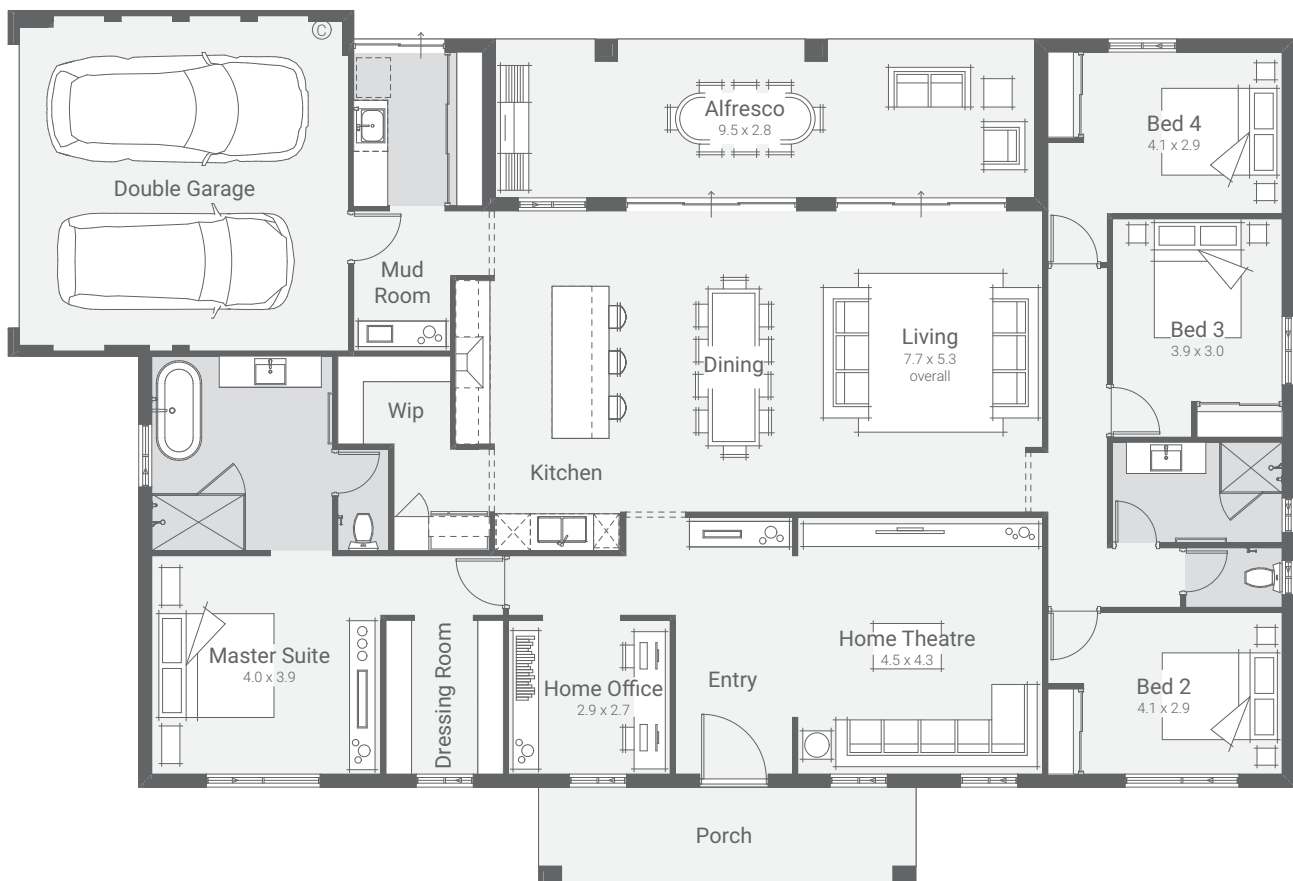 C
Double Garage
Alfresco
9.5 x 2.8
Bed 4
4.1 x 2.9
Mud
Room
Dining
Living
7.7 x 5.3
overall
Bed 3
3.9 x 3.0
Wip
Kitchen
x
Master Suite
4.0 x 3.9
Dressing Room
Home Office
2.9 x 2.7
Entry
Home Theatre
4.5 x 4.3
Bed 2
4.1 x 2.9
Porch